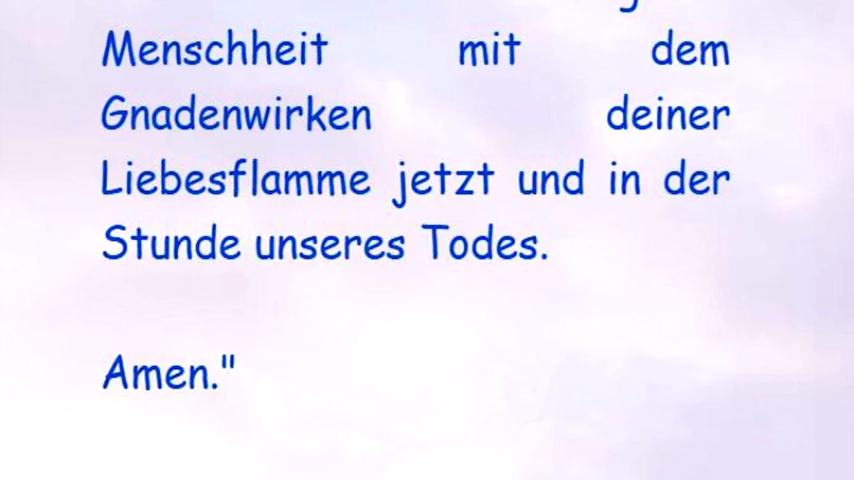 Menschheit mit dem
Gnadenwirken deiner
Liebesflamme jetzt und in der
Stunde unseres Todes.
Amen."